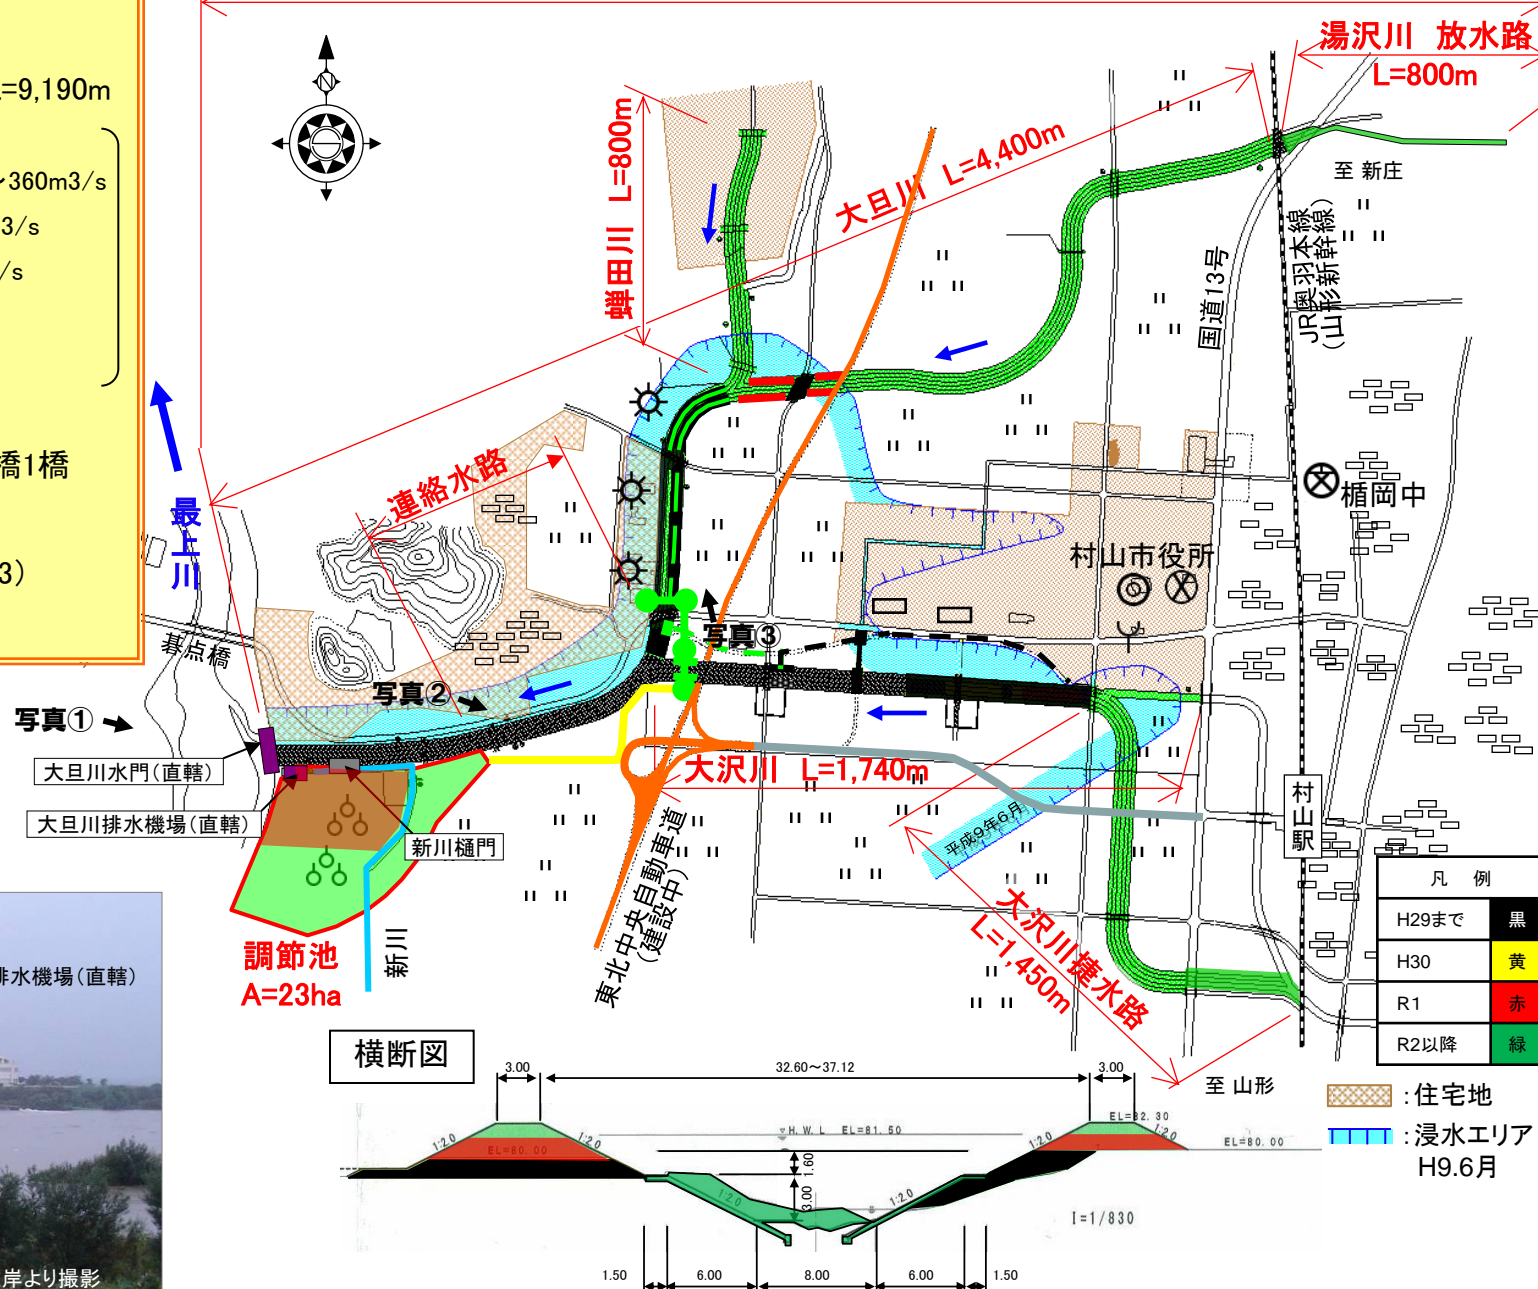 =9,190m
~360m3/s
3/s
/s
橋1橋
3)
N
湯沢川 放水路
L=800m
蝉田川 L=800m
大旦川 L=4,400m
至 新庄
国道13号
JR奥羽本線
(山形新幹線)
連絡水路
最上川
楯岡中
村山市役所
写真③
碁点橋
写真②
写真①
大旦川水門(直轄)
大旦川排水機場(直轄)
新川樋門
大沢川 L=1,740m
平成9年6月
村山駅
東北中央自動車道
(建設中)
新川
調節池
A=23ha
大沢川捷水路
L=1,450m
至 山形
凡 例
H29まで 黒
H30 黄
R1 赤
R2以降 緑
:住宅地
:浸水エリア
H9.6月
排水機場(直轄)
岸より撮影
横断図
3.00 32.60~37.12 3.00
EL=82.30
H.W.L EL=81.50
1:2.0 1:2.0 1:2.0 1:2.0
EL=80.00 EL=80.00
1.60
3.00
1:2.0 1:2.0
I=1/830
1.50 6.00 8.00 6.00 1.50